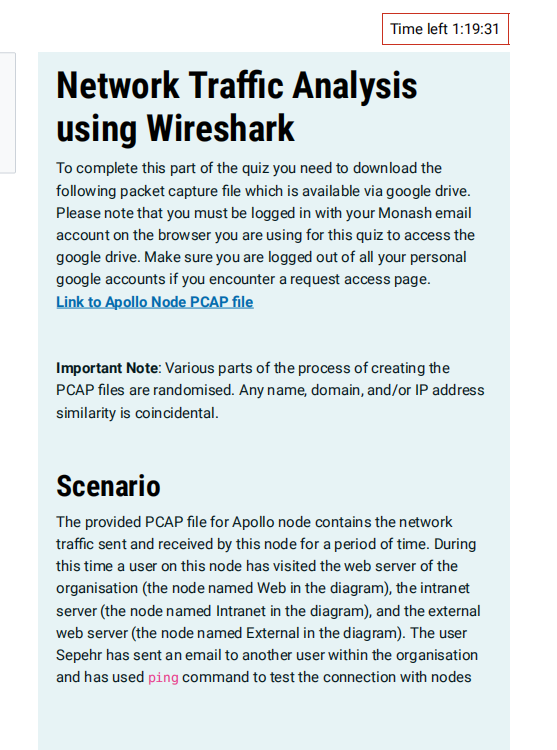 Time left 1:19:31
Network Traffic Analysis
using Wireshark
To complete this part of the quiz you need to download the
following packet capture file which is available via google drive.
Please note that you must be logged in with your Monash email
account on the browser you are using for this quiz to access the
google drive. Make sure you are logged out of all your personal
google accounts if you encounter a request access page.
Link to Apollo Node PCAP file
Important Note: Various parts of the process of creating the
PCAP files are randomised. Any name, domain, and/or IP address
similarity is coincidental.
Scenario
The provided PCAP file for Apollo node contains the network
traffic sent and received by this node for a period of time. During
this time a user on this node has visited the web server of the
organisation (the node named Web in the diagram), the intranet
server (the node named Intranet in the diagram), and the external
web server (the node named External in the diagram). The user
Sepehr has sent an email to another user within the organisation
and has used ping command to test the connection with nodes